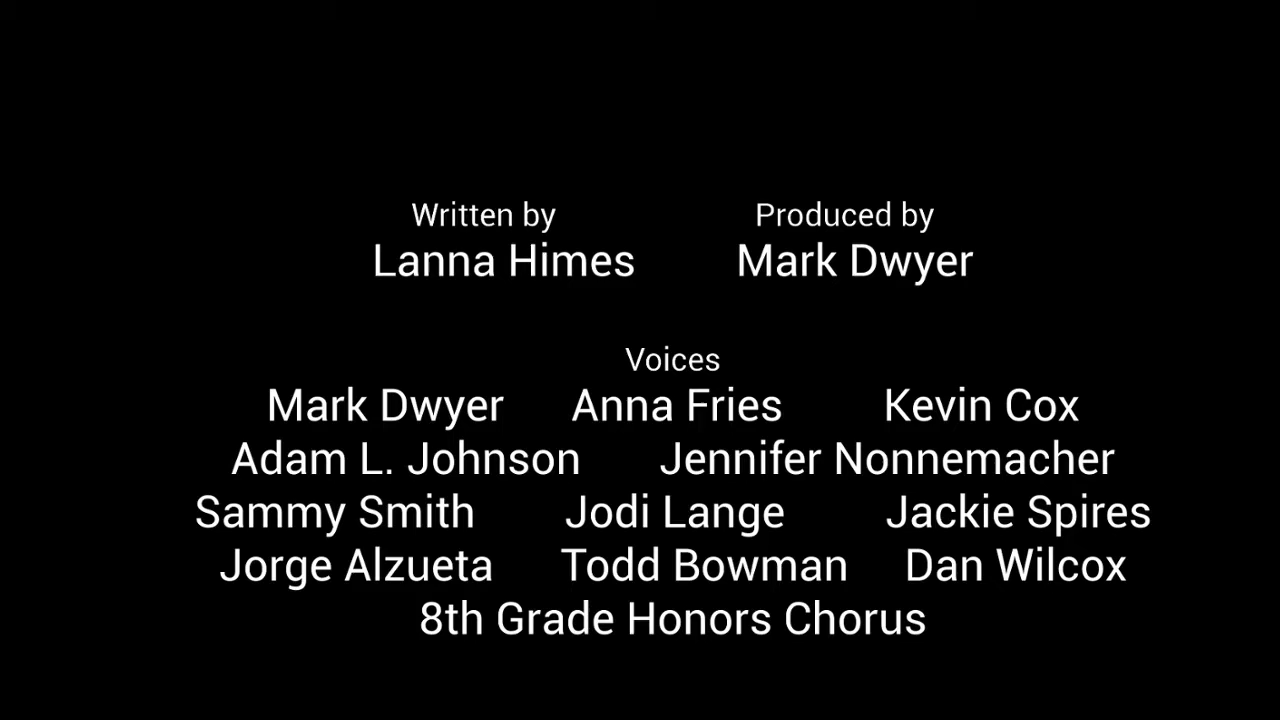 Written by Produced by
Lanna Himes Mark Dwyer
Voices
Mark Dwyer Anna Fries Kevin Cox
Adam L. Johnson Jennifer Nonnemacher
Sammy Smith Jodi Lange Jackie Spires
Jorge Alzueta Todd Bowman Dan Wilcox
8th Grade Honors Chorus